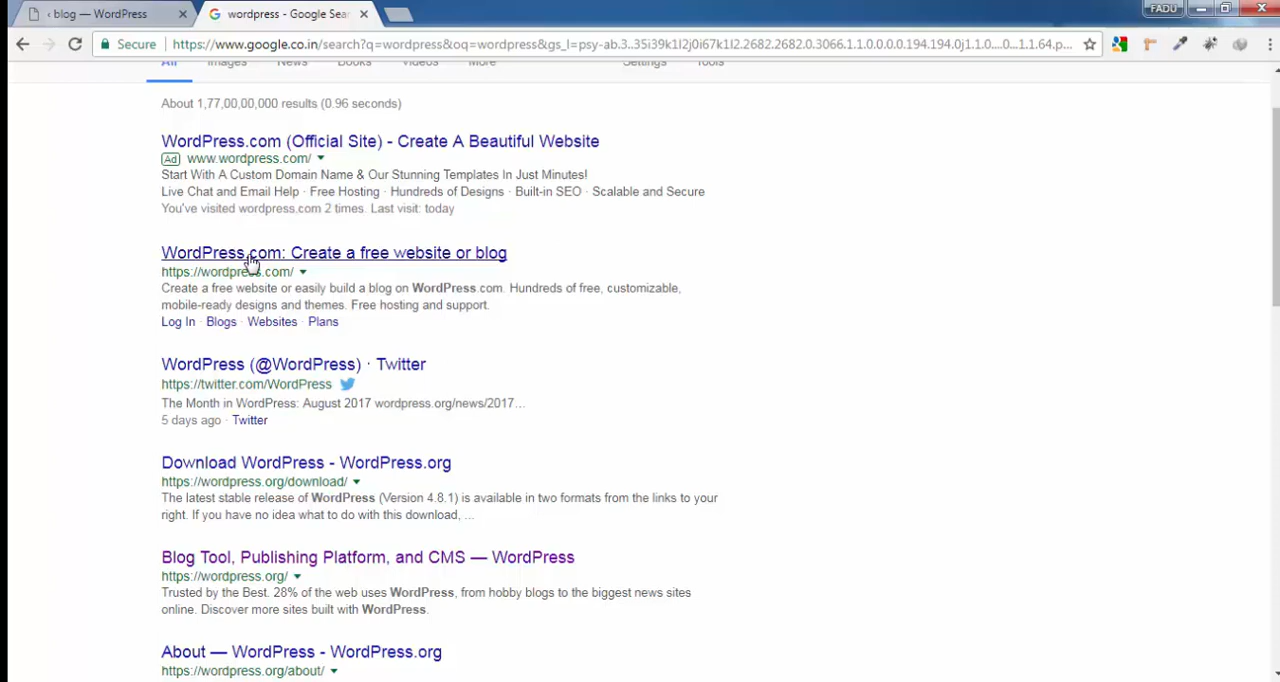 ‹ blog — WordPress
wordpress - Google Sea
FADU
Secure
https://www.google.co.in/search?q=wordpress&oq=wordpress&gs_l=psy-ab.3..35i39k1l2j0i67k1l2.2682.2682.0.3066.1.1.0.0.0.0.194.194.0j1.1.0....0...1.1.64.p...
All Images News Books Videos More Settings Tools
About 1,77,00,00,000 results (0.96 seconds)
WordPress.com (Official Site) - Create A Beautiful Website
Ad www.wordpress.com/
Start With A Custom Domain Name & Our Stunning Templates In Just Minutes!
Live Chat and Email Help · Free Hosting · Hundreds of Designs · Built-in SEO · Scalable and Secure
You've visited wordpress.com 2 times. Last visit: today
WordPress.com: Create a free website or blog
https://wordpress.com/
Create a free website or easily build a blog on WordPress.com. Hundreds of free, customizable,
mobile-ready designs and themes. Free hosting and support.
Log In · Blogs · Websites · Plans
WordPress (@WordPress) · Twitter
https://twitter.com/WordPress
The Month in WordPress: August 2017 wordpress.org/news/2017…
5 days ago · Twitter
Download WordPress - WordPress.org
https://wordpress.org/download/
The latest stable release of WordPress (Version 4.8.1) is available in two formats from the links to your
right. If you have no idea what to do with this download, ...
Blog Tool, Publishing Platform, and CMS — WordPress
https://wordpress.org/
Trusted by the Best. 28% of the web uses WordPress, from hobby blogs to the biggest news sites
online. Discover more sites built with WordPress.
About — WordPress - WordPress.org
https://wordpress.org/about/